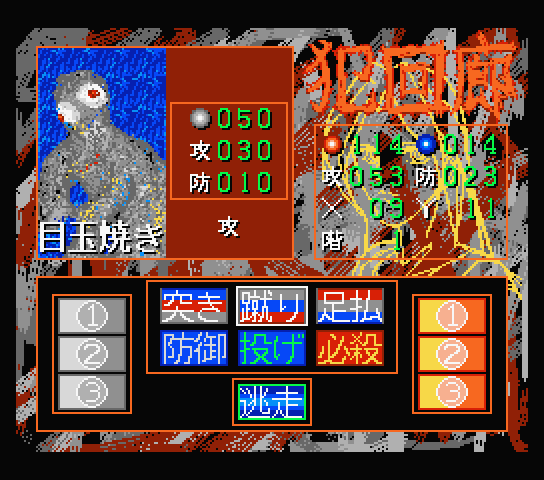 犯回廊
050
攻030
防010
攻
目玉焼き
114 014
攻053 防023
× 09 Y 11
階 1
突き 蹴り 足払
防御 投げ 必殺
逃走
① ①
② ②
③ ③